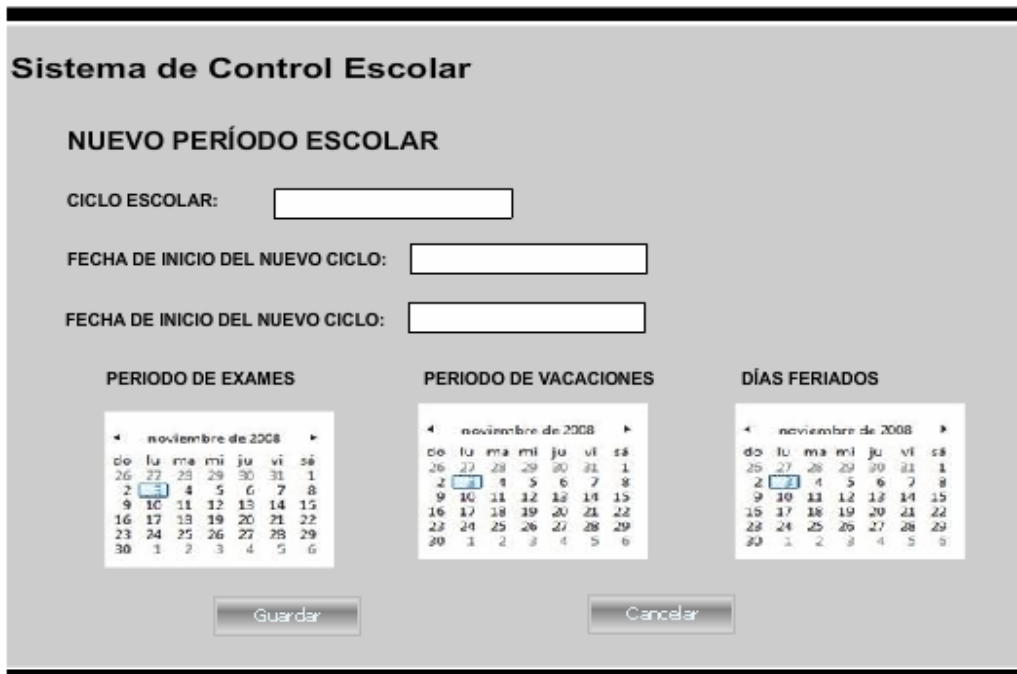 Sistema de Control Escolar
NUEVO PERÍODO ESCOLAR
CICLO ESCOLAR:
FECHA DE INICIO DEL NUEVO CICLO:
FECHA DE INICIO DEL NUEVO CICLO:
PERIODO DE EXAMES PERIODO DE VACACIONES DÍAS FERIADOS
noviembre de 2008 noviembre de 2008 noviembre de 2008
do lu ma mi ju vi sá do lu ma mi ju vi sá do lu ma mi ju vi sá
26 27 28 29 30 31 1 26 27 28 29 30 31 1 26 27 28 29 30 31 1
2 3 4 5 6 7 8 2 3 4 5 6 7 8 2 3 4 5 6 7 8
9 10 11 12 13 14 15 9 10 11 12 13 14 15 9 10 11 12 13 14 15
16 17 18 19 20 21 22 16 17 18 19 20 21 22 16 17 18 19 20 21 22
23 24 25 26 27 28 29 23 24 25 26 27 28 29 23 24 25 26 27 28 29
30 1 2 3 4 5 6 30 1 2 3 4 5 6 30 1 2 3 4 5 6
Guardar Cancelar